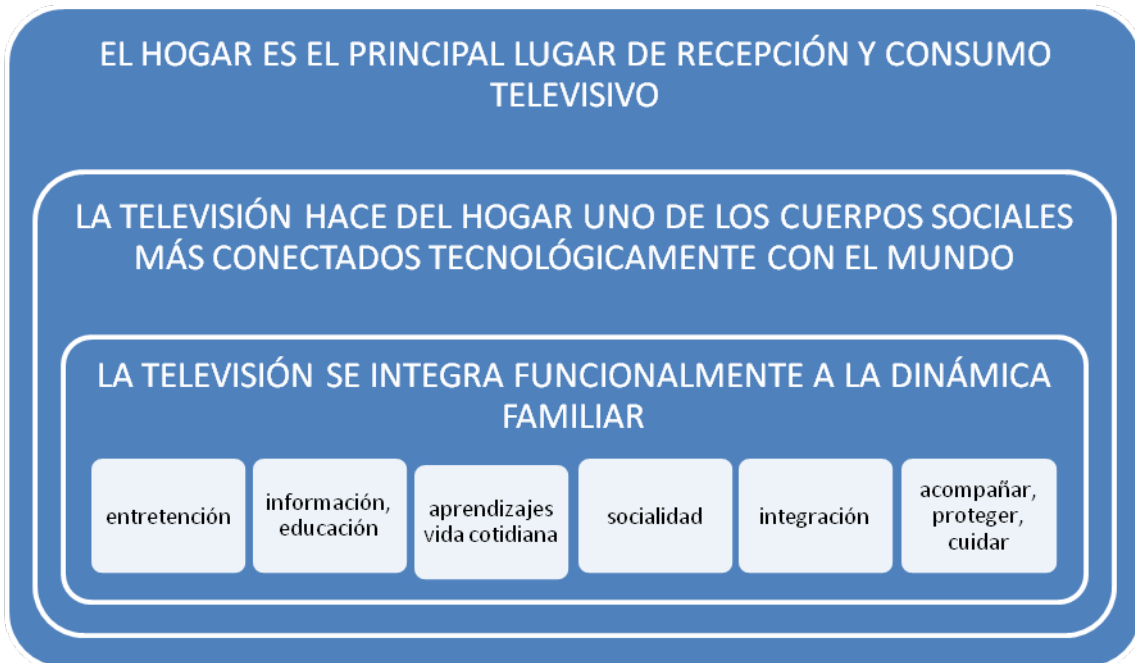 EL HOGAR ES EL PRINCIPAL LUGAR DE RECEPCIÓN Y CONSUMO
TELEVISIVO
LA TELEVISIÓN HACE DEL HOGAR UNO DE LOS CUERPOS SOCIALES
MÁS CONECTADOS TECNOLÓGICAMENTE CON EL MUNDO
LA TELEVISIÓN SE INTEGRA FUNCIONALMENTE A LA DINÁMICA
FAMILIAR
entretención
información,
educación
aprendizajes
vida cotidiana
socialidad
integración
acompañar,
proteger,
cuidar